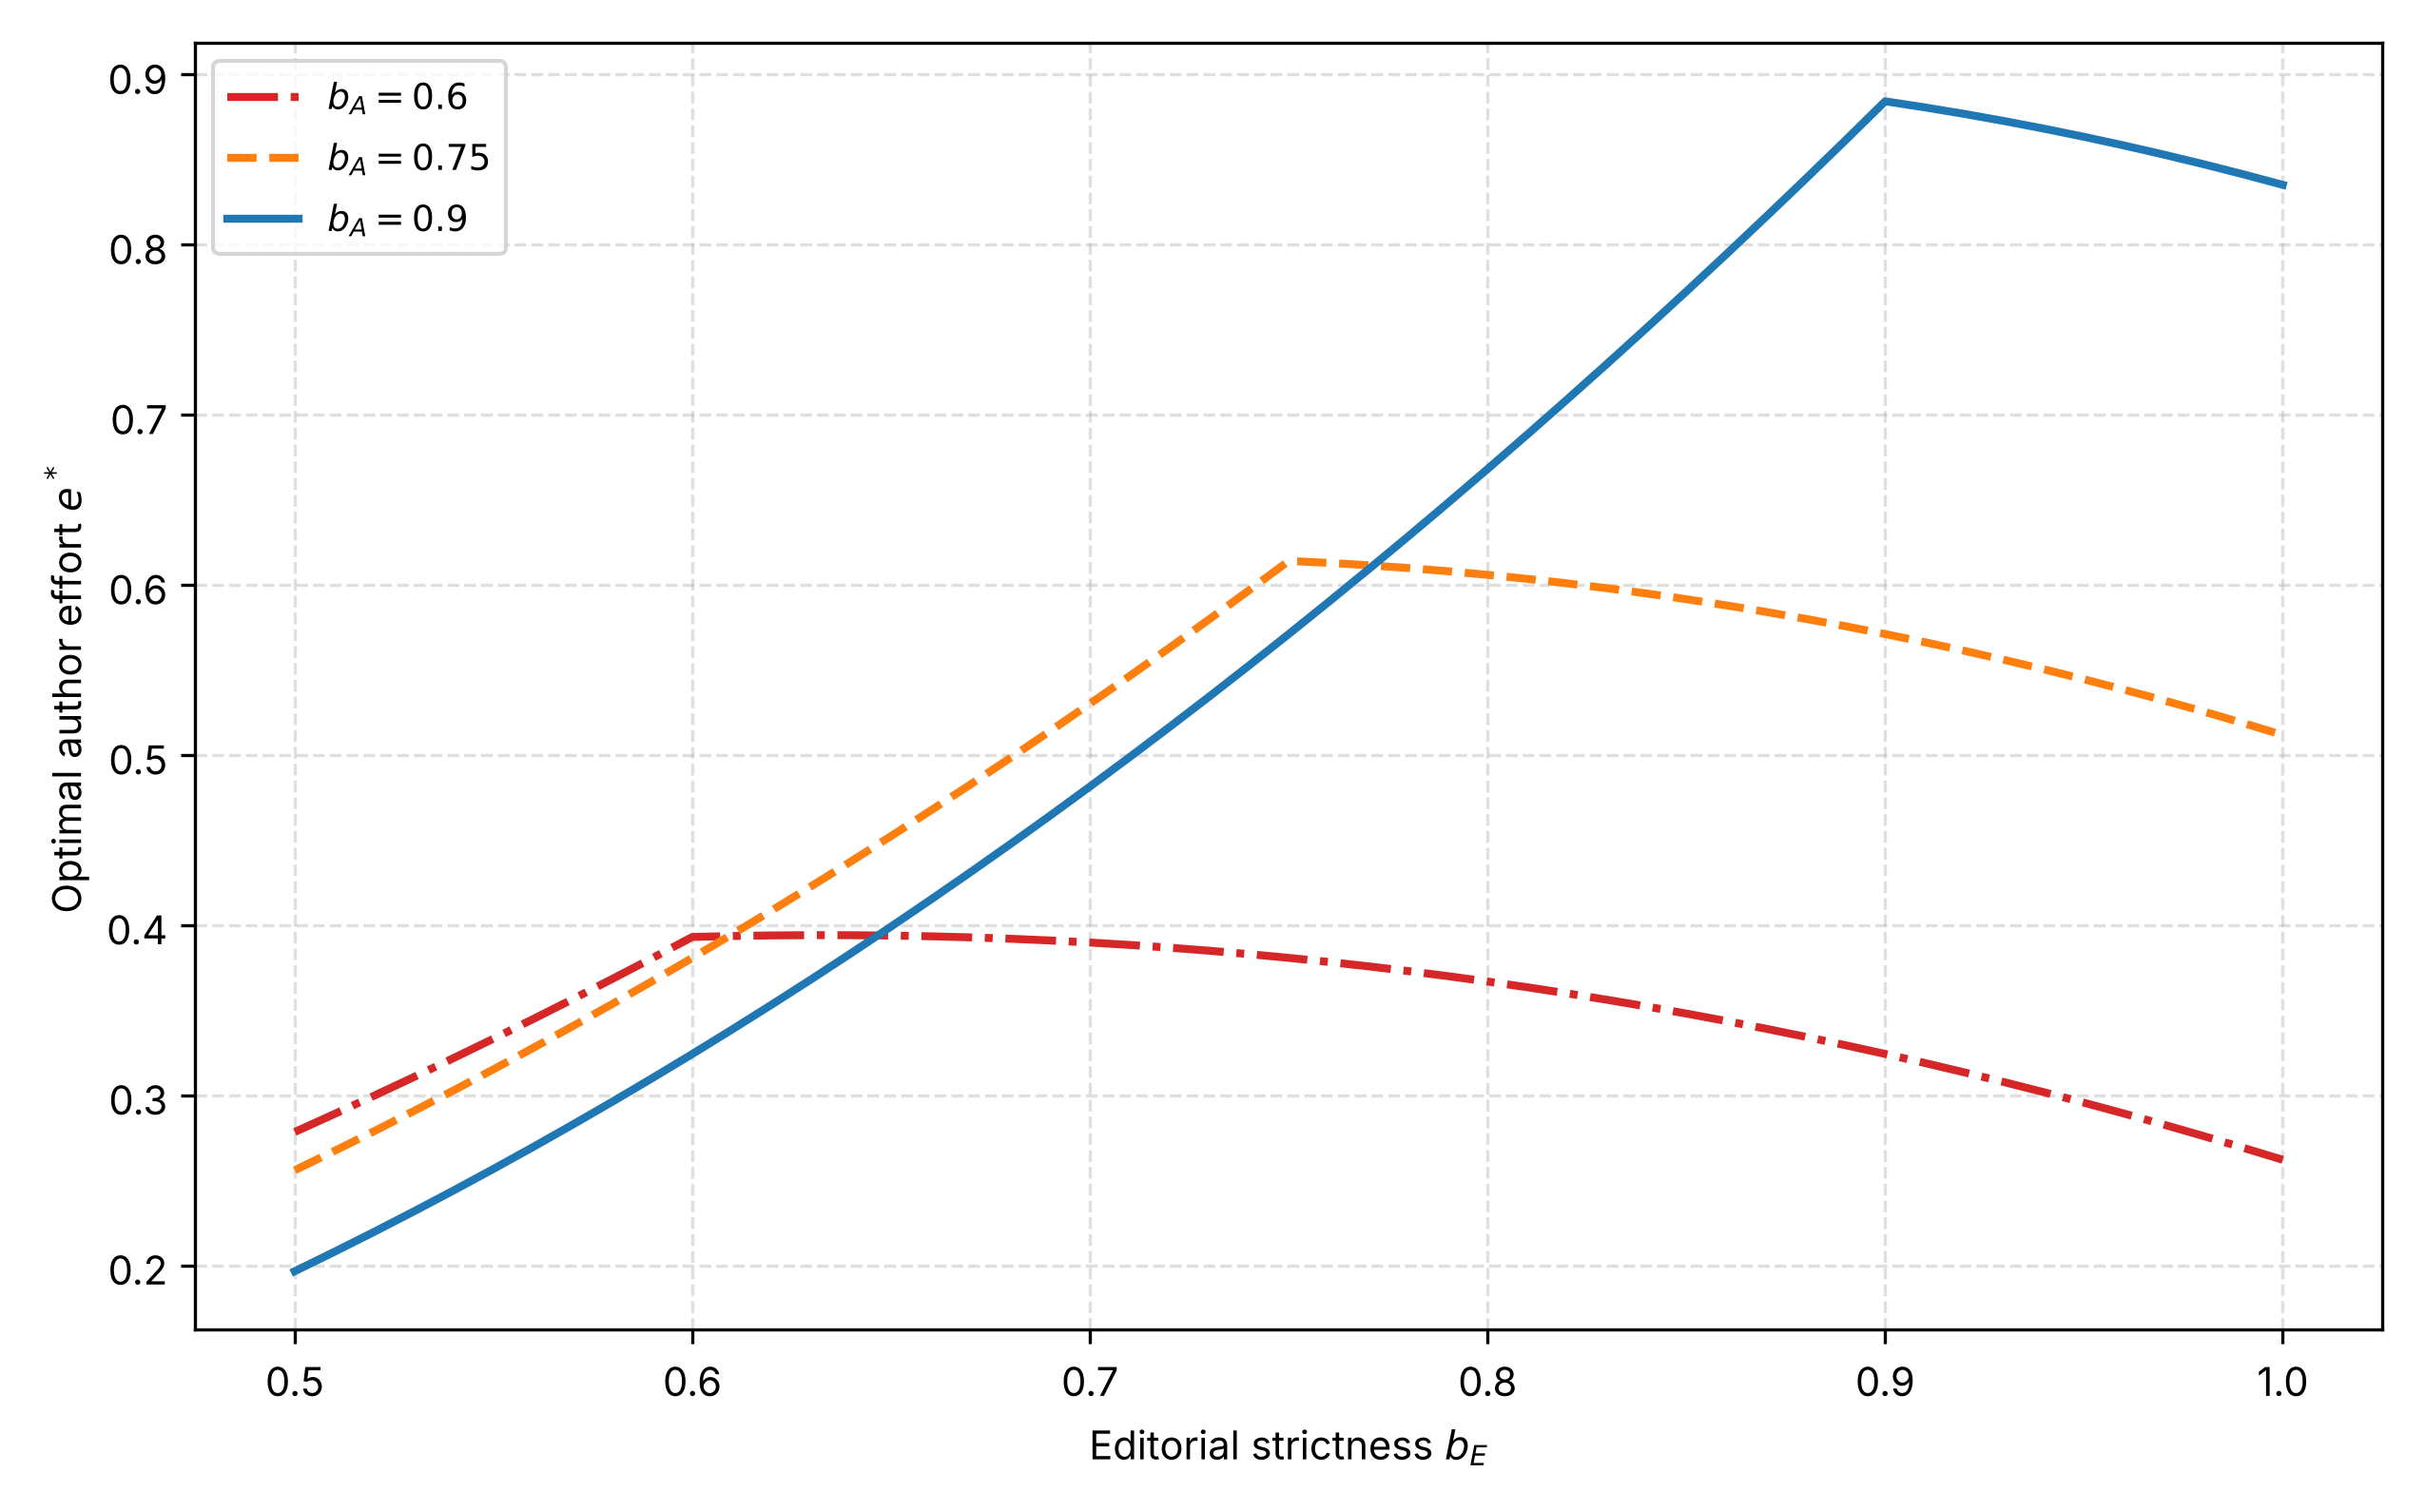 b_A = 0.6
b_A = 0.75
b_A = 0.9
0.9
0.8
0.7
0.6
0.5
0.4
0.3
0.2
Optimal author effort e*
0.5 0.6 0.7 0.8 0.9 1.0
Editorial strictness b_E